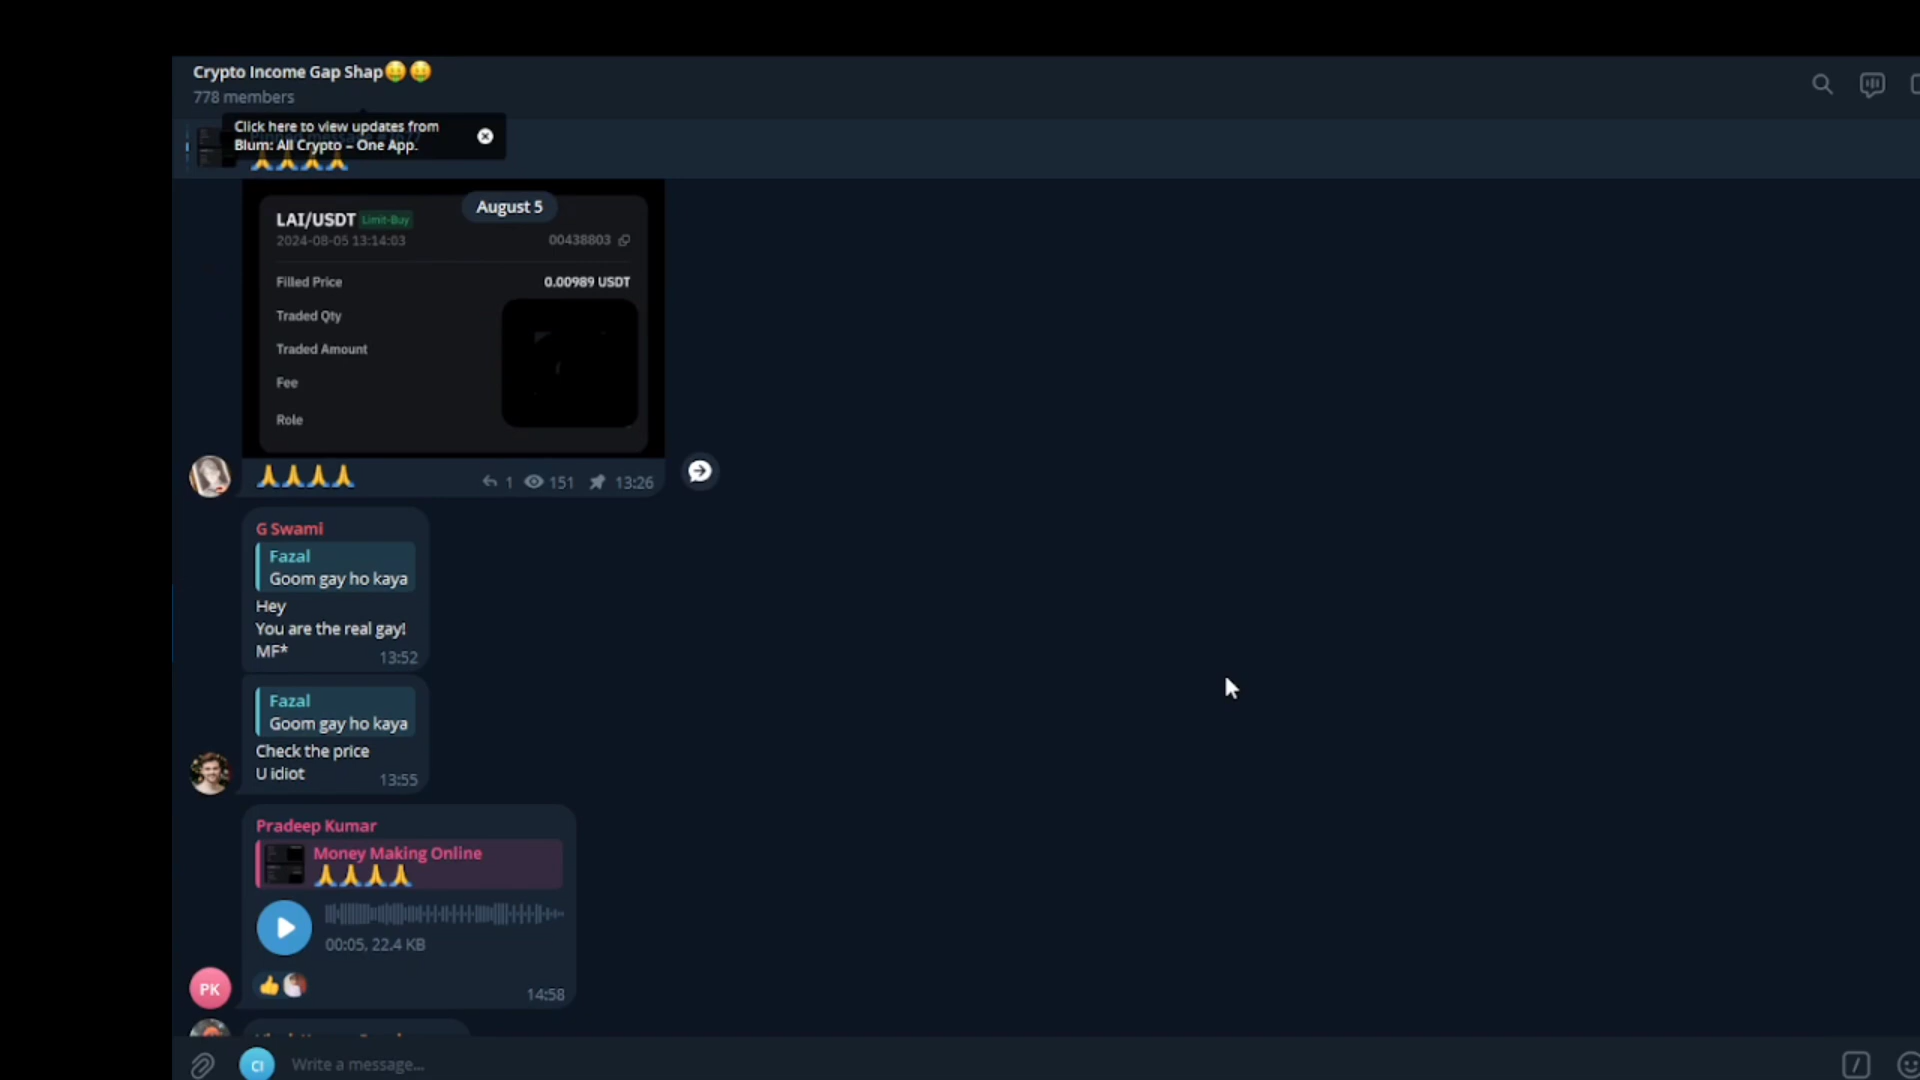 Crypto Income Gap Shap🤑🤑
778 members
Click here to view updates from
Blum: All Crypto – One App.
🙏🙏🙏🙏
August 5
LAI/USDT Limit-Buy
2024-08-05 13:14:03 00438803
Filled Price 0.00989 USDT
Traded Qty
Traded Amount
Fee
Role
🙏🙏🙏🙏 1 151 13:26
G Swami
Fazal
Goom gay ho kaya
Hey
You are the real gay!
MF* 13:52
Fazal
Goom gay ho kaya
Check the price
U idiot 13:55
Pradeep Kumar
Money Making Online
🙏🙏🙏🙏
00:05, 22.4 KB
👍
PK 14:58
CI Write a message...